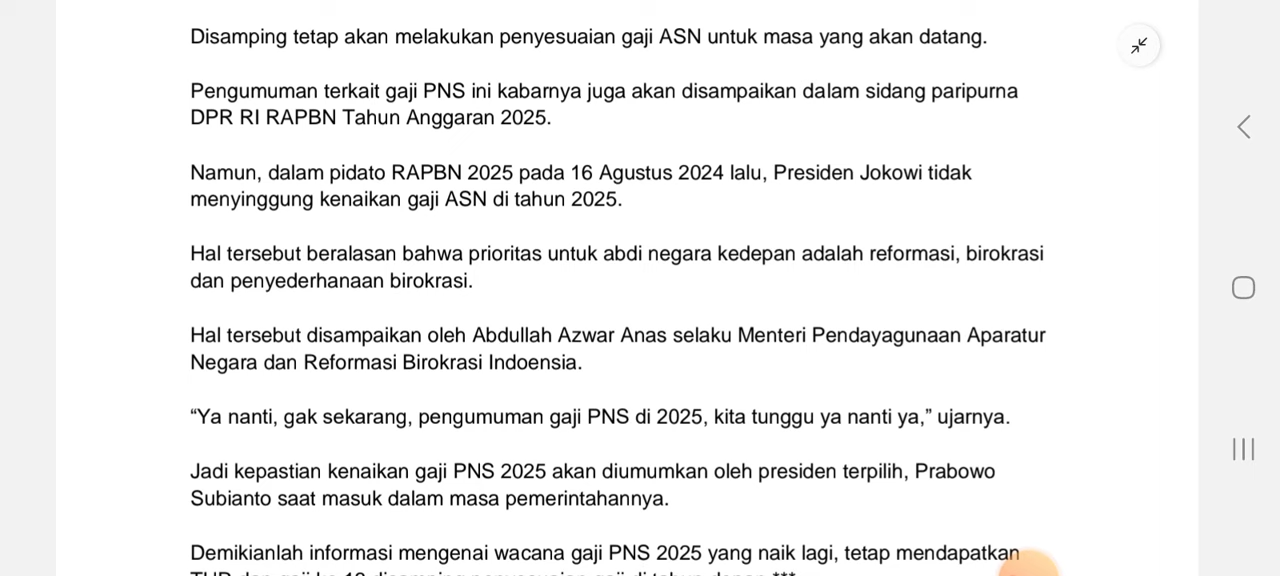 Disamping tetap akan melakukan penyesuaian gaji ASN untuk masa yang akan datang.
Pengumuman terkait gaji PNS ini kabarnya juga akan disampaikan dalam sidang paripurna
DPR RI RAPBN Tahun Anggaran 2025.
Namun, dalam pidato RAPBN 2025 pada 16 Agustus 2024 lalu, Presiden Jokowi tidak
menyinggung kenaikan gaji ASN di tahun 2025.
Hal tersebut beralasan bahwa prioritas untuk abdi negara kedepan adalah reformasi, birokrasi
dan penyederhanaan birokrasi.
Hal tersebut disampaikan oleh Abdullah Azwar Anas selaku Menteri Pendayagunaan Aparatur
Negara dan Reformasi Birokrasi Indoensia.
“Ya nanti, gak sekarang, pengumuman gaji PNS di 2025, kita tunggu ya nanti ya,” ujarnya.
Jadi kepastian kenaikan gaji PNS 2025 akan diumumkan oleh presiden terpilih, Prabowo
Subianto saat masuk dalam masa pemerintahannya.
Demikianlah informasi mengenai wacana gaji PNS 2025 yang naik lagi, tetap mendapatkan